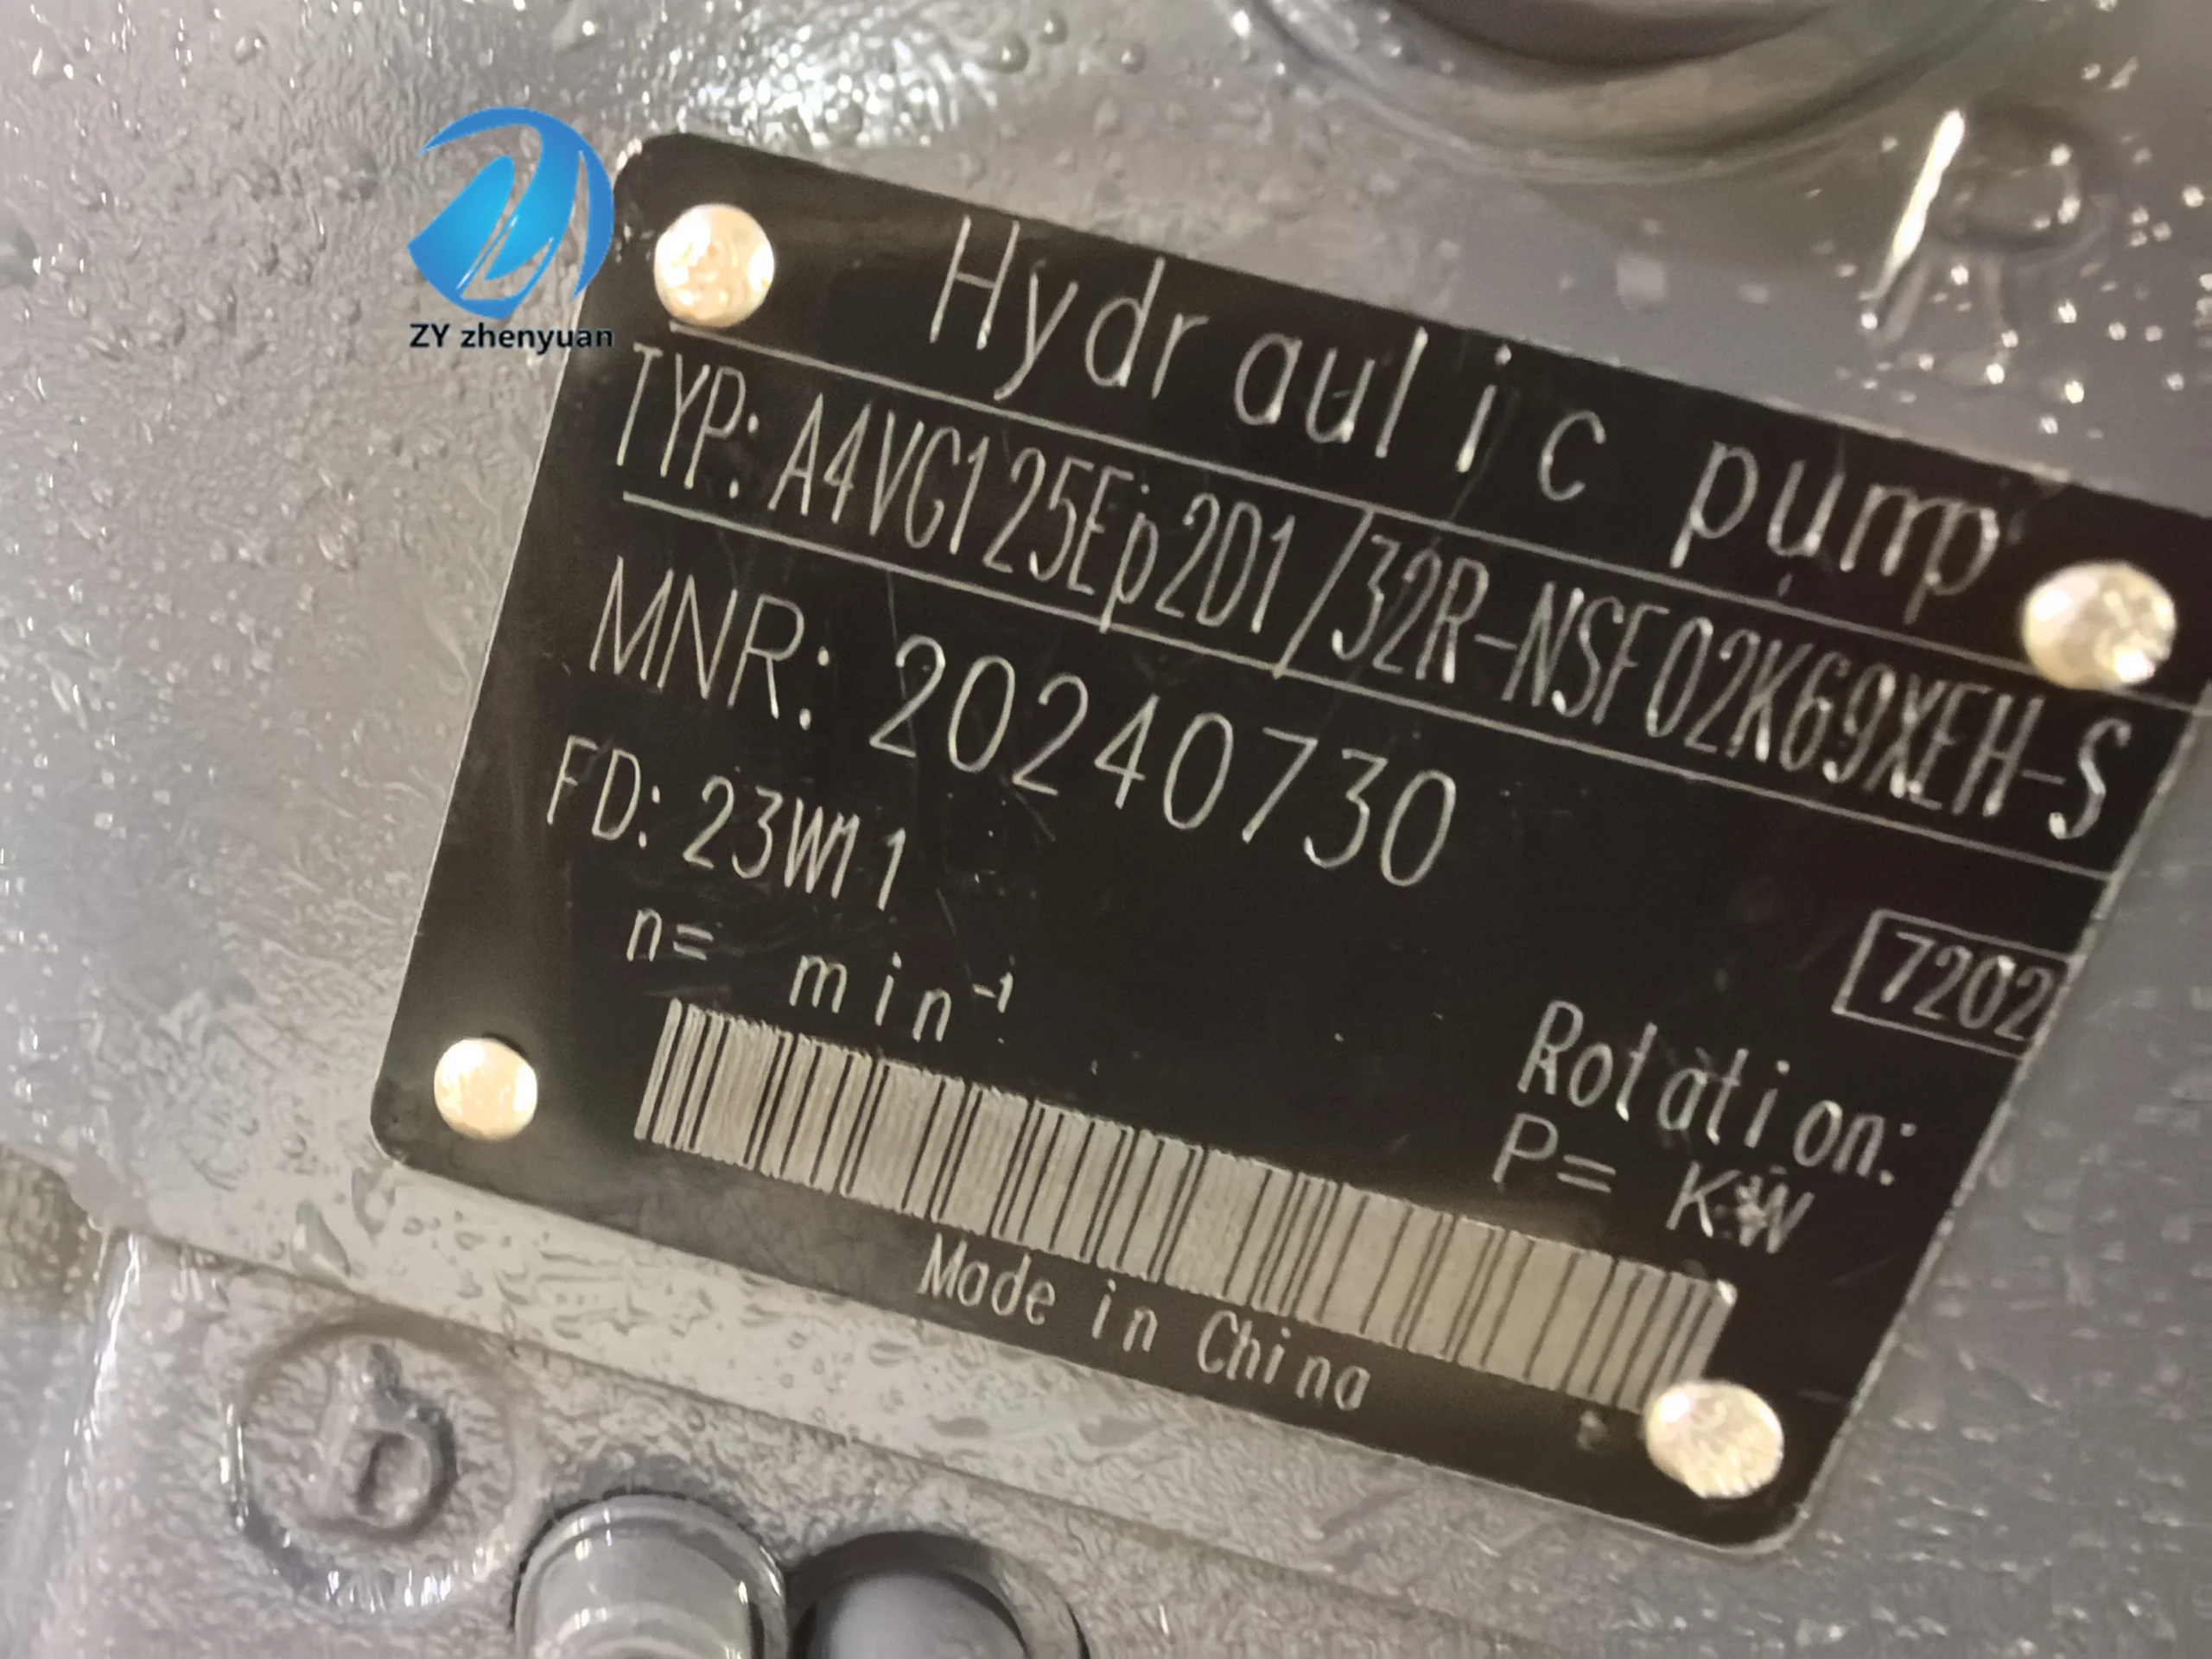 ZY zhenyuan
R
Hydraulic pump
TYP: A4VG125Ep2D1/32R-NSF02K69XEH-S
MNR: 20240730
FD: 23W11
7202
n= min⁻¹
Rotation:
P= KW
Made in China